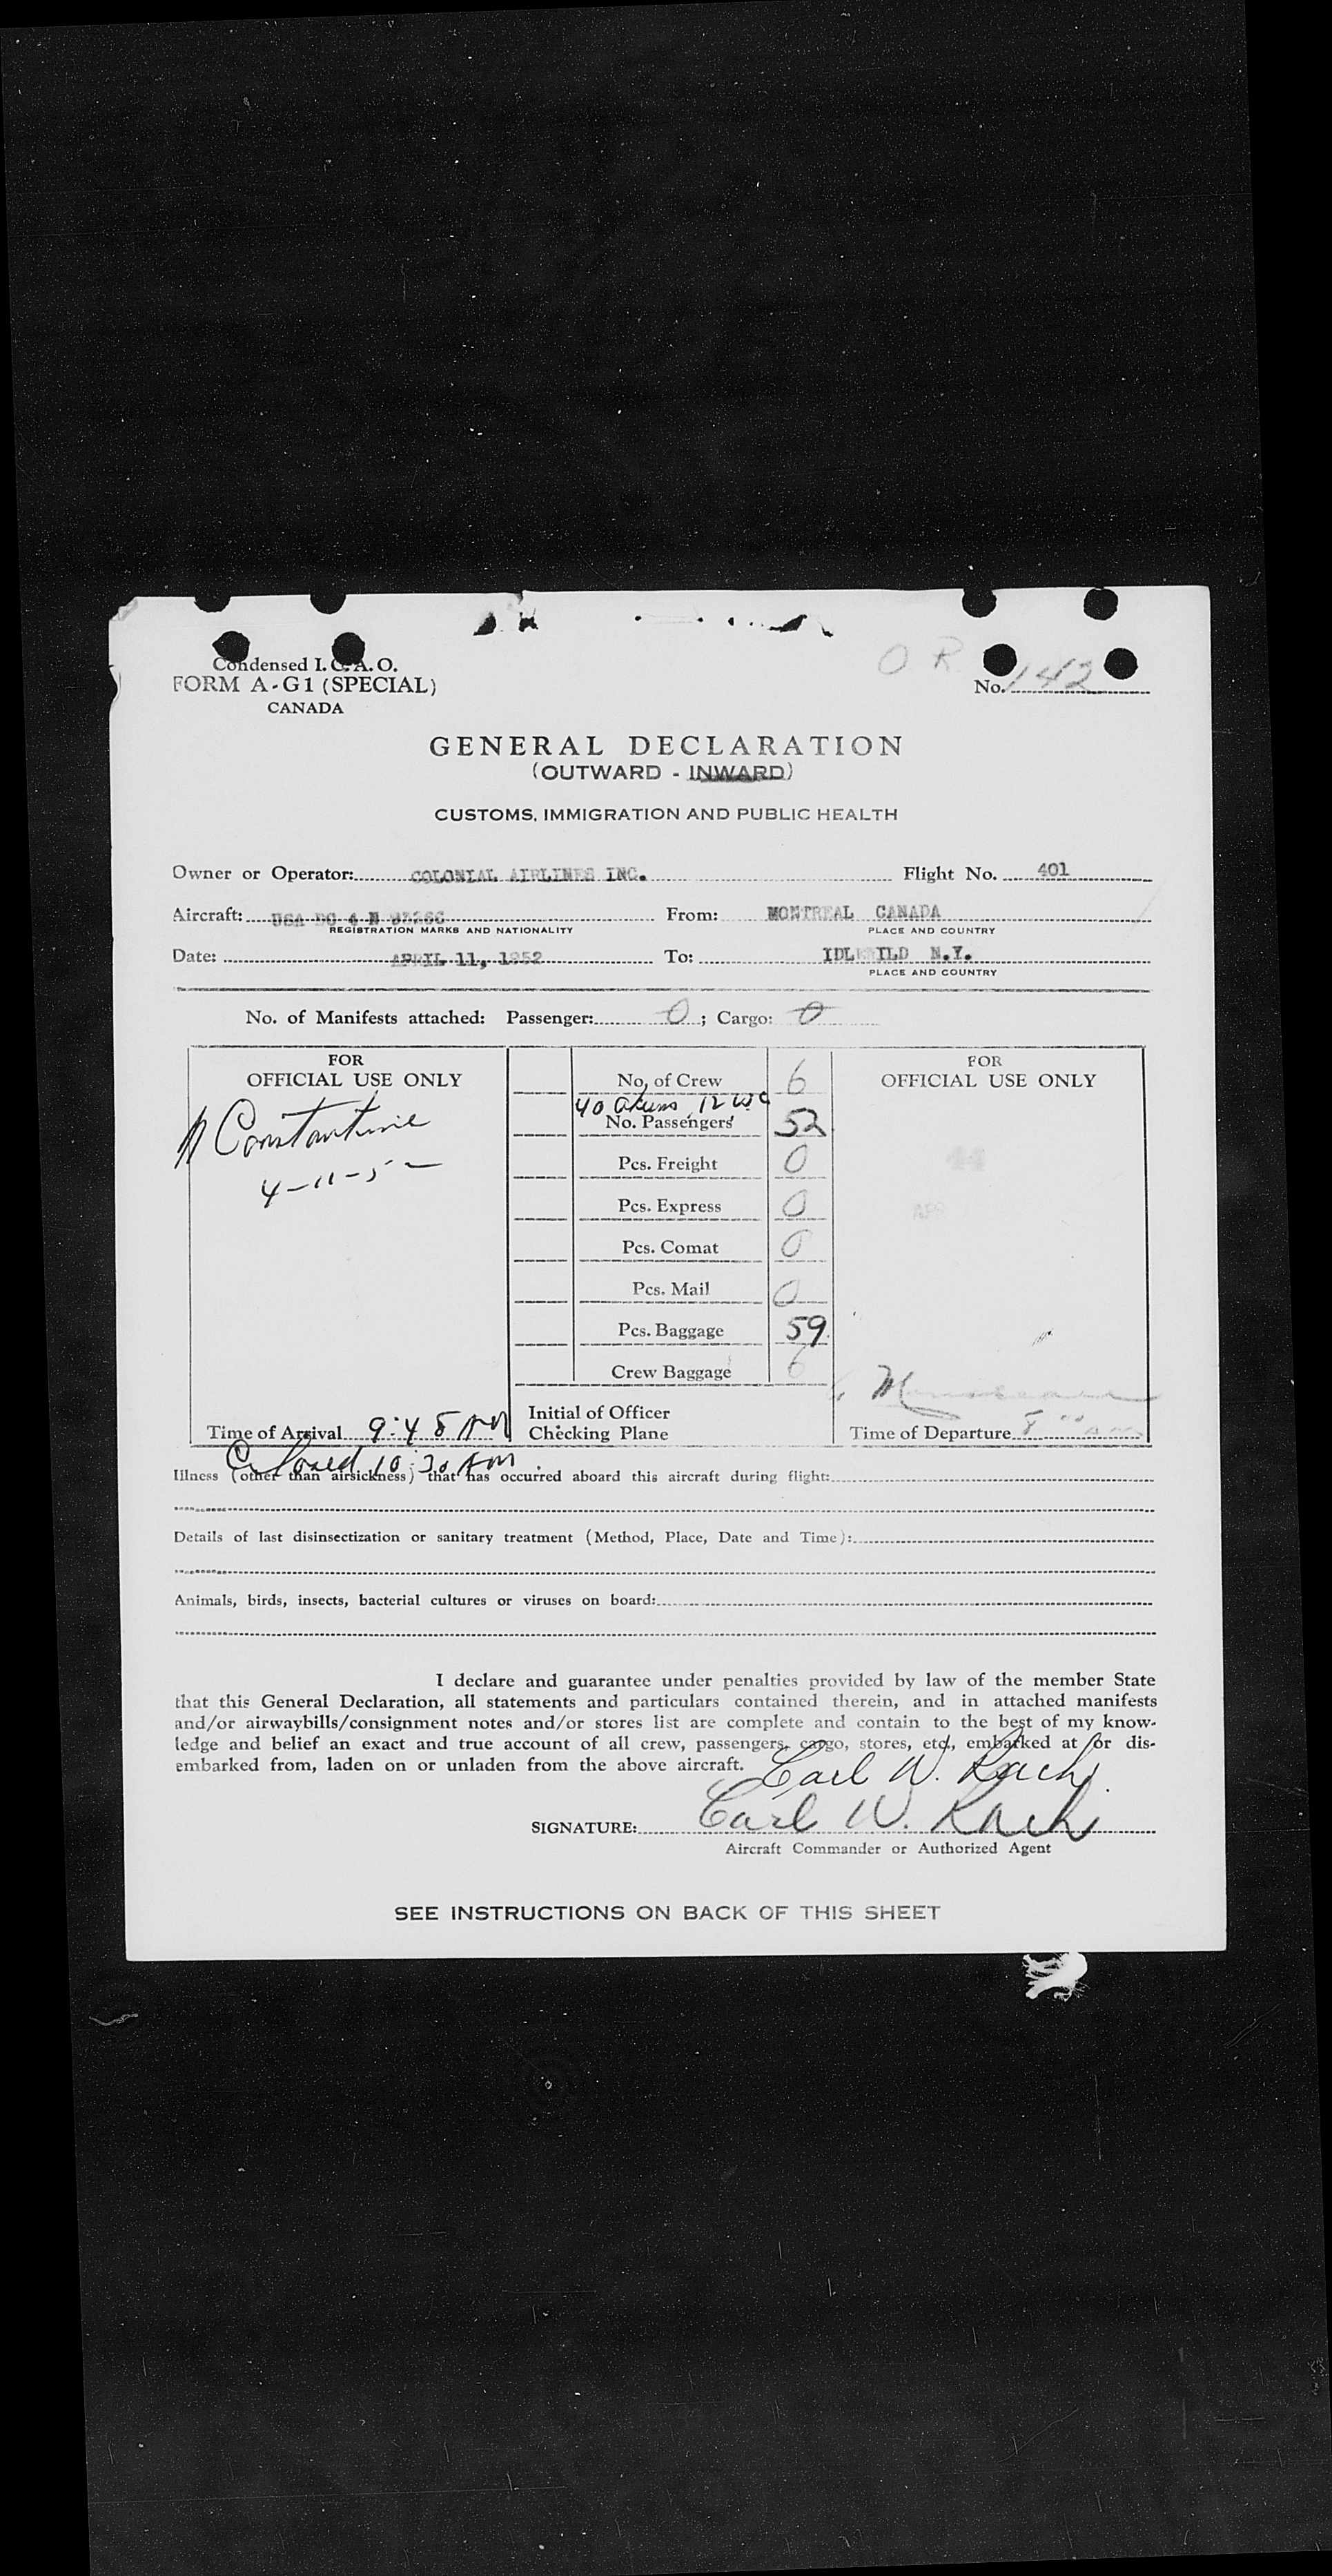 O R
Condensed I. C. A. O.
FORM A-G1 (SPECIAL)
CANADA
No. 142
GENERAL DECLARATION
(OUTWARD - INWARD)
CUSTOMS, IMMIGRATION AND PUBLIC HEALTH
Owner or Operator: COLONIAL AIRLINES INC. Flight No. 401
Aircraft: USA DC 4 N From: MONTREAL CANADA
REGISTRATION MARKS AND NATIONALITY PLACE AND COUNTRY
Date: APRIL 11, 1952 To: IDLEWILD N.Y.
PLACE AND COUNTRY
No. of Manifests attached: Passenger: 0; Cargo: 0
FOR
OFFICIAL USE ONLY
Constantine
4-11-52
Time of Arrival 9:48 AM
No. of Crew 6
40 aliens, 12 USC
No. Passengers 52
Pcs. Freight 0
Pcs. Express 0
Pcs. Comat 0
Pcs. Mail 0
Pcs. Baggage 59
Crew Baggage 6
Initial of Officer
Checking Plane
FOR
OFFICIAL USE ONLY
44
APR
Time of Departure 8
Closed 10:30 AM
Illness (other than airsickness) that has occurred aboard this aircraft during flight:
Details of last disinsectization or sanitary treatment (Method, Place, Date and Time):
Animals, birds, insects, bacterial cultures or viruses on board:
I declare and guarantee under penalties provided by law of the member State
that this General Declaration, all statements and particulars contained therein, and in attached manifests
and/or airwaybills/consignment notes and/or stores list are complete and contain to the best of my know-
ledge and belief an exact and true account of all crew, passengers, cargo, stores, etc., embarked at /or dis-
embarked from, laden on or unladen from the above aircraft.
Carl W. Rach
SIGNATURE: Carl W. Rach
Aircraft Commander or Authorized Agent
SEE INSTRUCTIONS ON BACK OF THIS SHEET